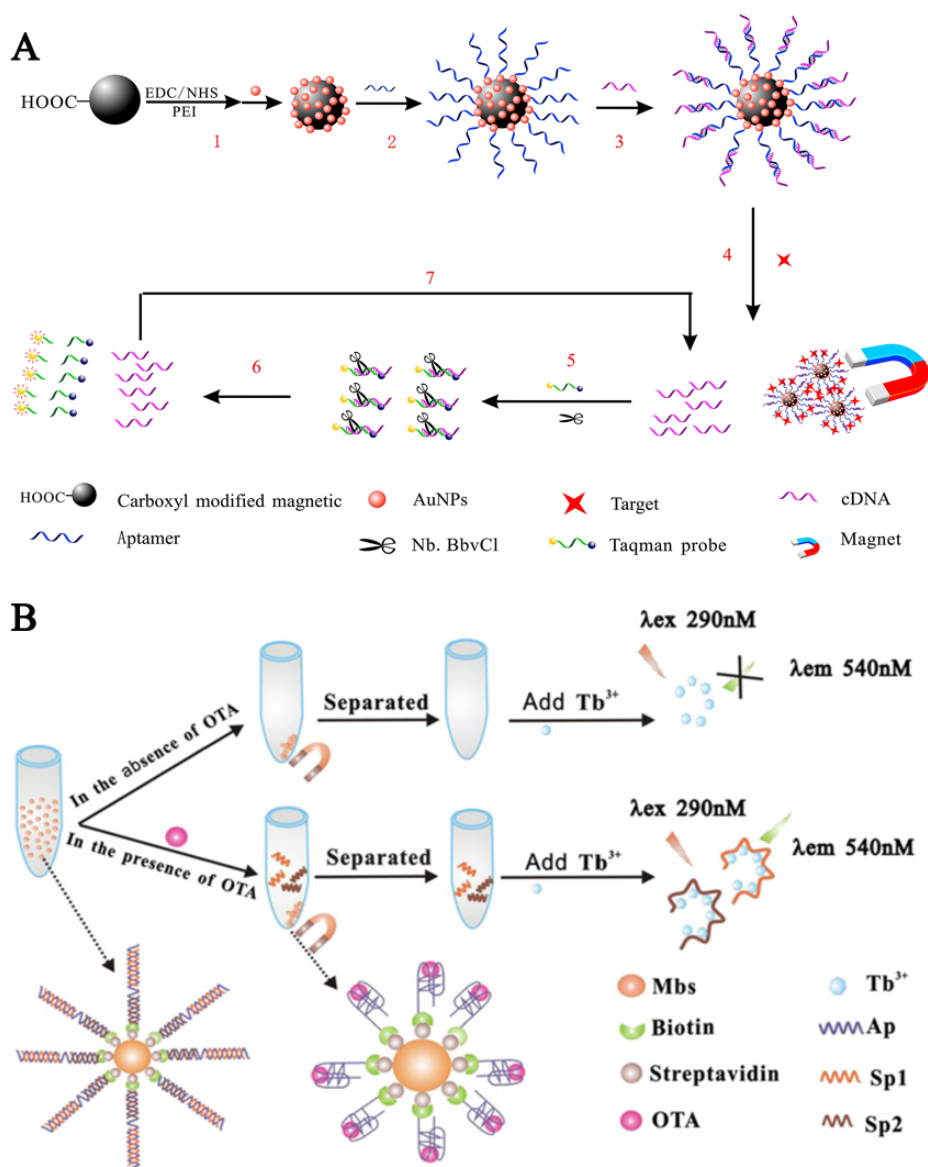 A
HOOC
EDC/NHS
PEI
1
2
3
4
7
6
5
HOOC
Carboxyl modified magnetic
AuNPs
Target
cDNA
Aptamer
Nb. BbvCl
Taqman probe
Magnet
B
λex 290nM
λem 540nM
In the absence of OTA
Separated
Add Tb³⁺
In the presence of OTA
Separated
Add Tb³⁺
λex 290nM
λem 540nM
Mbs
Tb³⁺
Biotin
Ap
Streptavidin
Sp1
OTA
Sp2